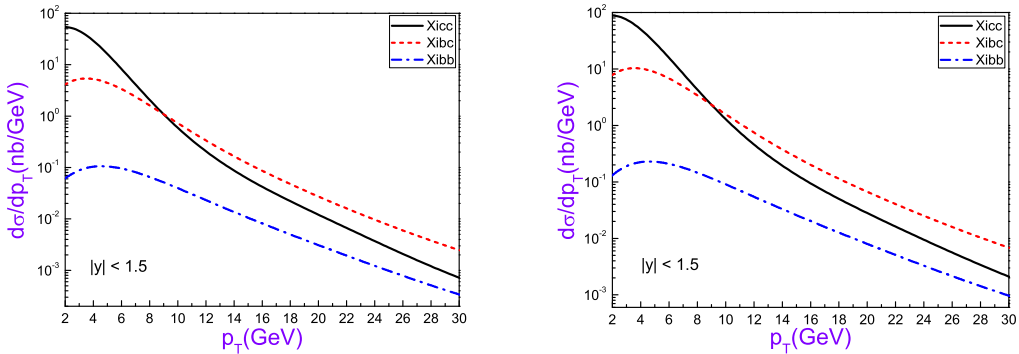 10^2
10^1
10^0
10^-1
10^-2
10^-3
dσ/dp_T(nb/GeV)
Xicc
Xibc
Xibb
|y| < 1.5
2 4 6 8 10 12 14 16 18 20 22 24 26 28 30
p_T(GeV)
10^2
10^1
10^0
10^-1
10^-2
10^-3
dσ/dp_T(nb/GeV)
Xicc
Xibc
Xibb
|y| < 1.5
2 4 6 8 10 12 14 16 18 20 22 24 26 28 30
p_T(GeV)